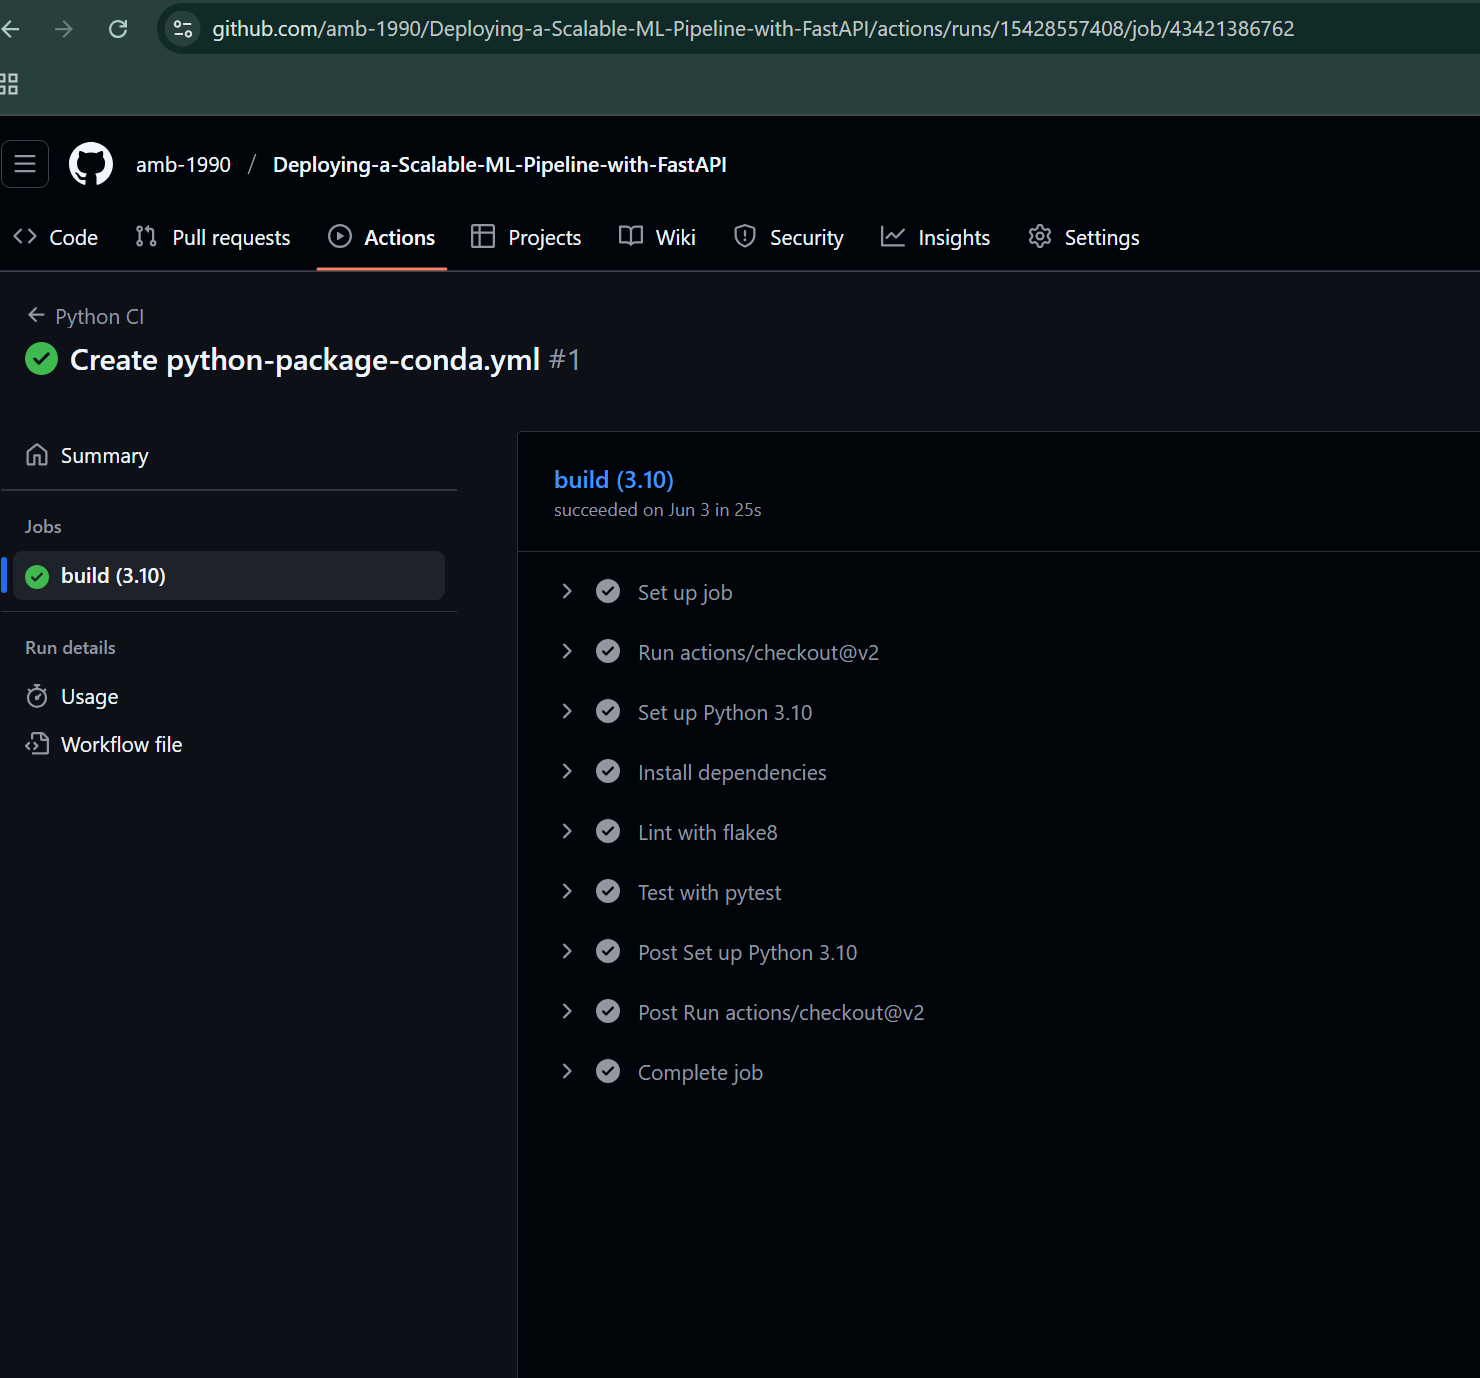 github.com/amb-1990/Deploying-a-Scalable-ML-Pipeline-with-FastAPI/actions/runs/15428557408/job/43421386762
amb-1990 / Deploying-a-Scalable-ML-Pipeline-with-FastAPI
Code Pull requests Actions Projects Wiki Security Insights Settings
Python CI
Create python-package-conda.yml #1
Summary
Jobs
build (3.10)
Run details
Usage
Workflow file
build (3.10)
succeeded on Jun 3 in 25s
Set up job
Run actions/checkout@v2
Set up Python 3.10
Install dependencies
Lint with flake8
Test with pytest
Post Set up Python 3.10
Post Run actions/checkout@v2
Complete job